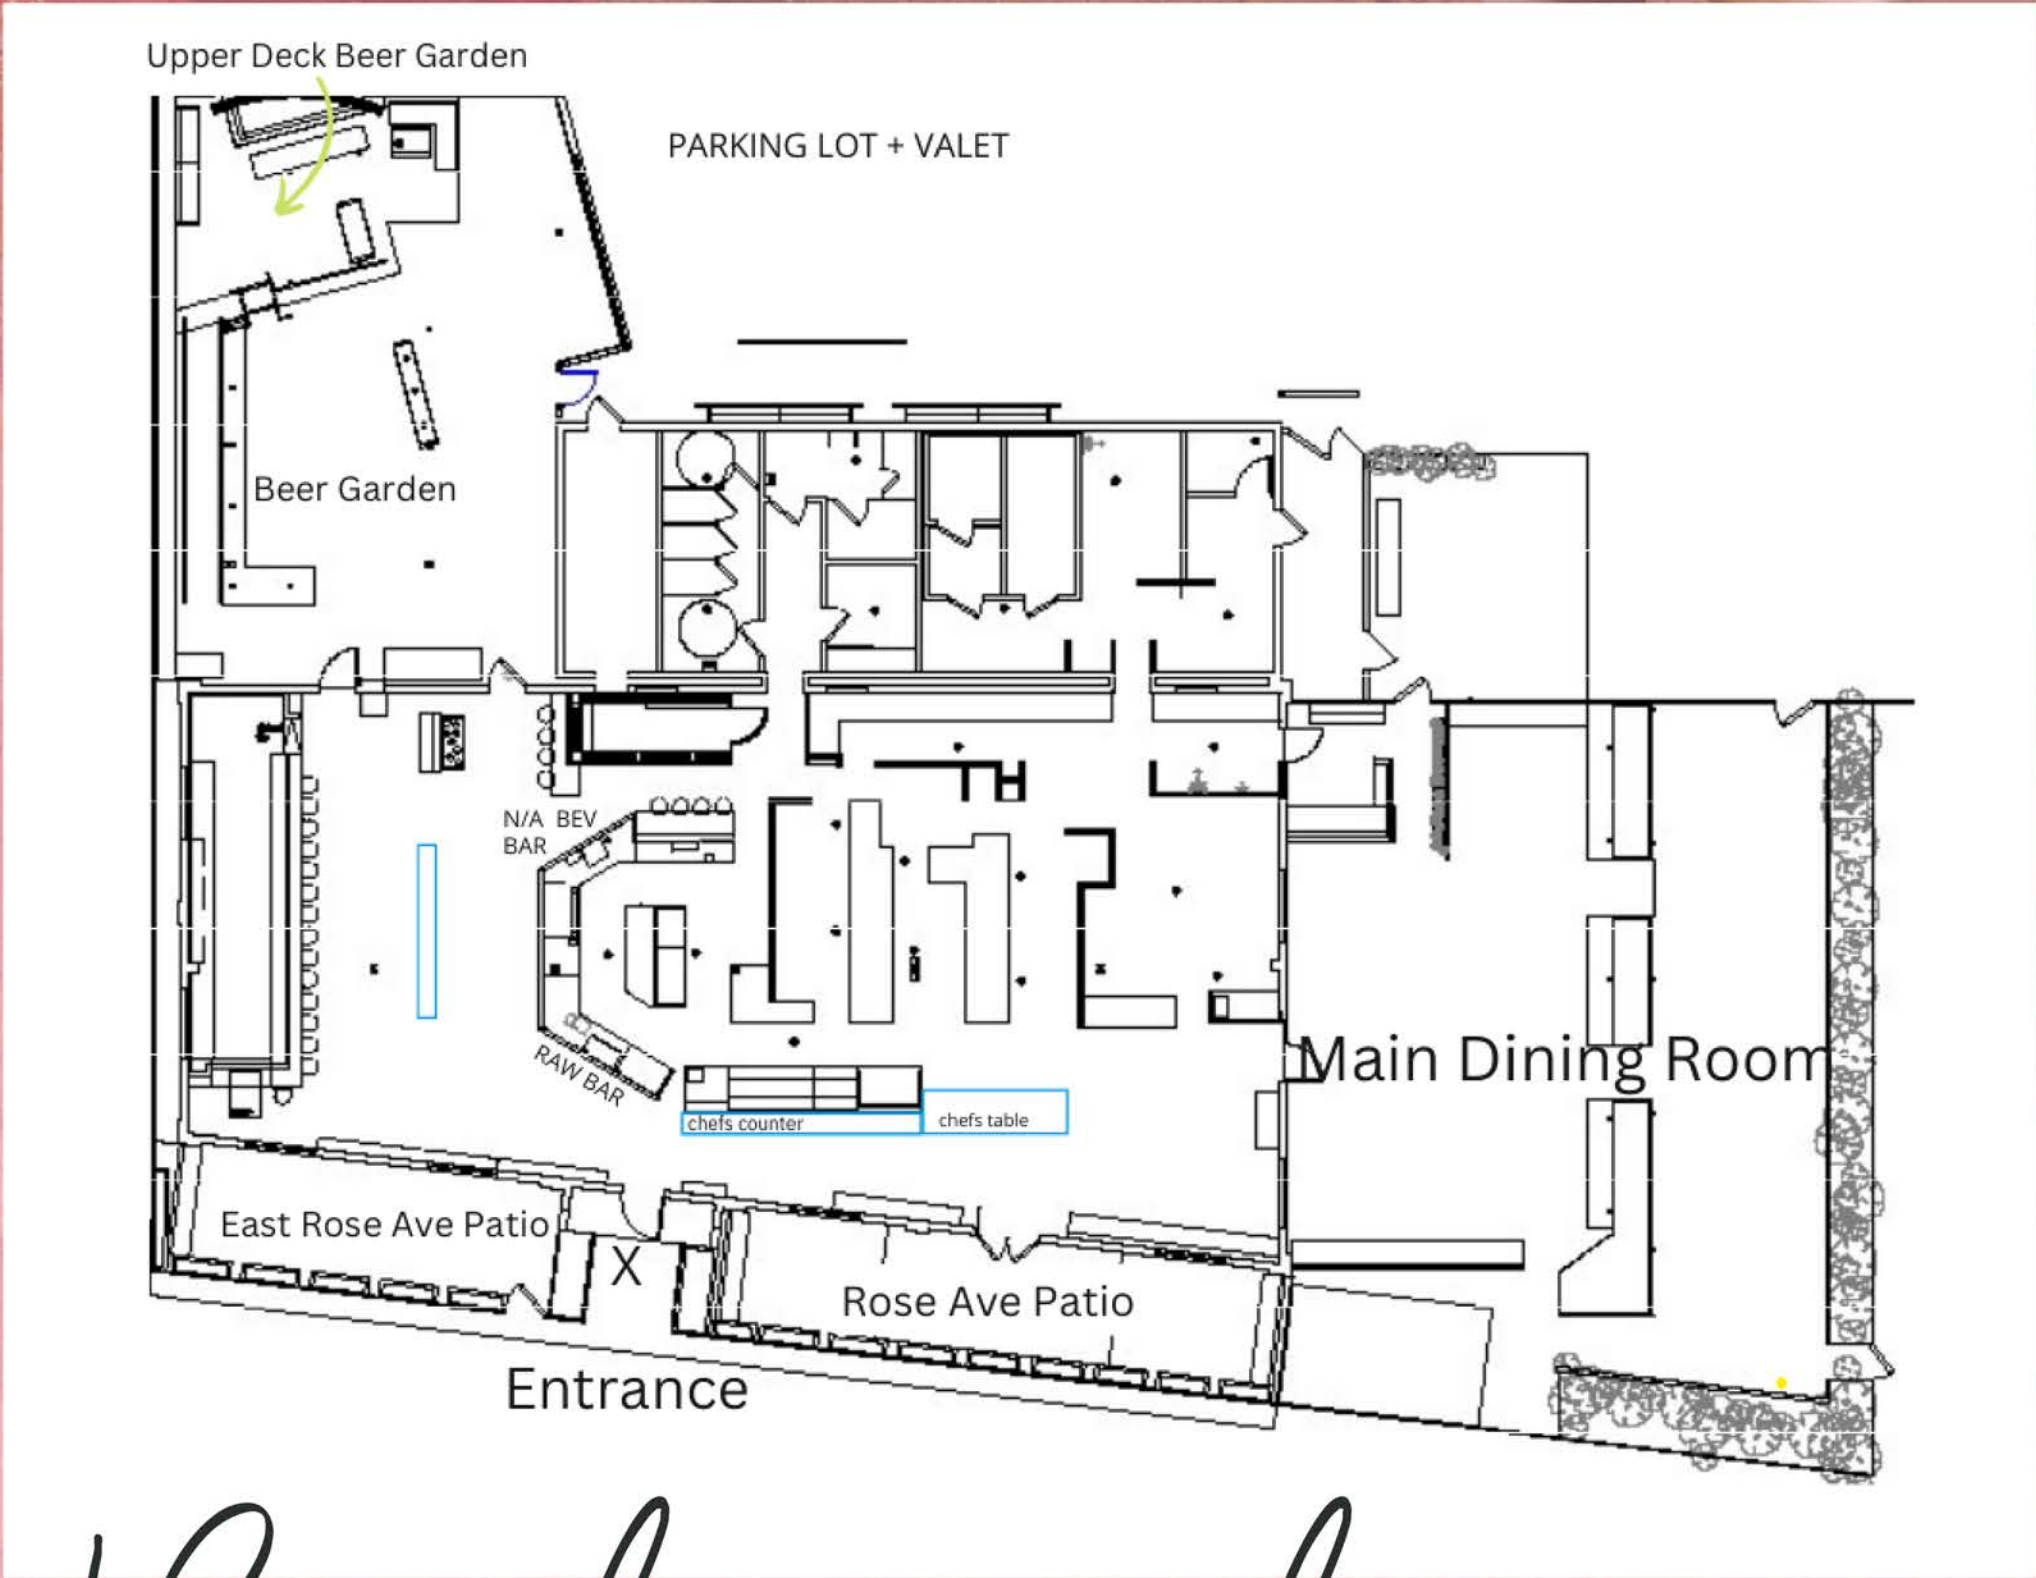 Upper Deck Beer Garden
PARKING LOT + VALET
Beer Garden
N/A BEV
BAR
RAW BAR
chefs counter
chefs table
Main Dining Room
East Rose Ave Patio
X
Rose Ave Patio
Entrance